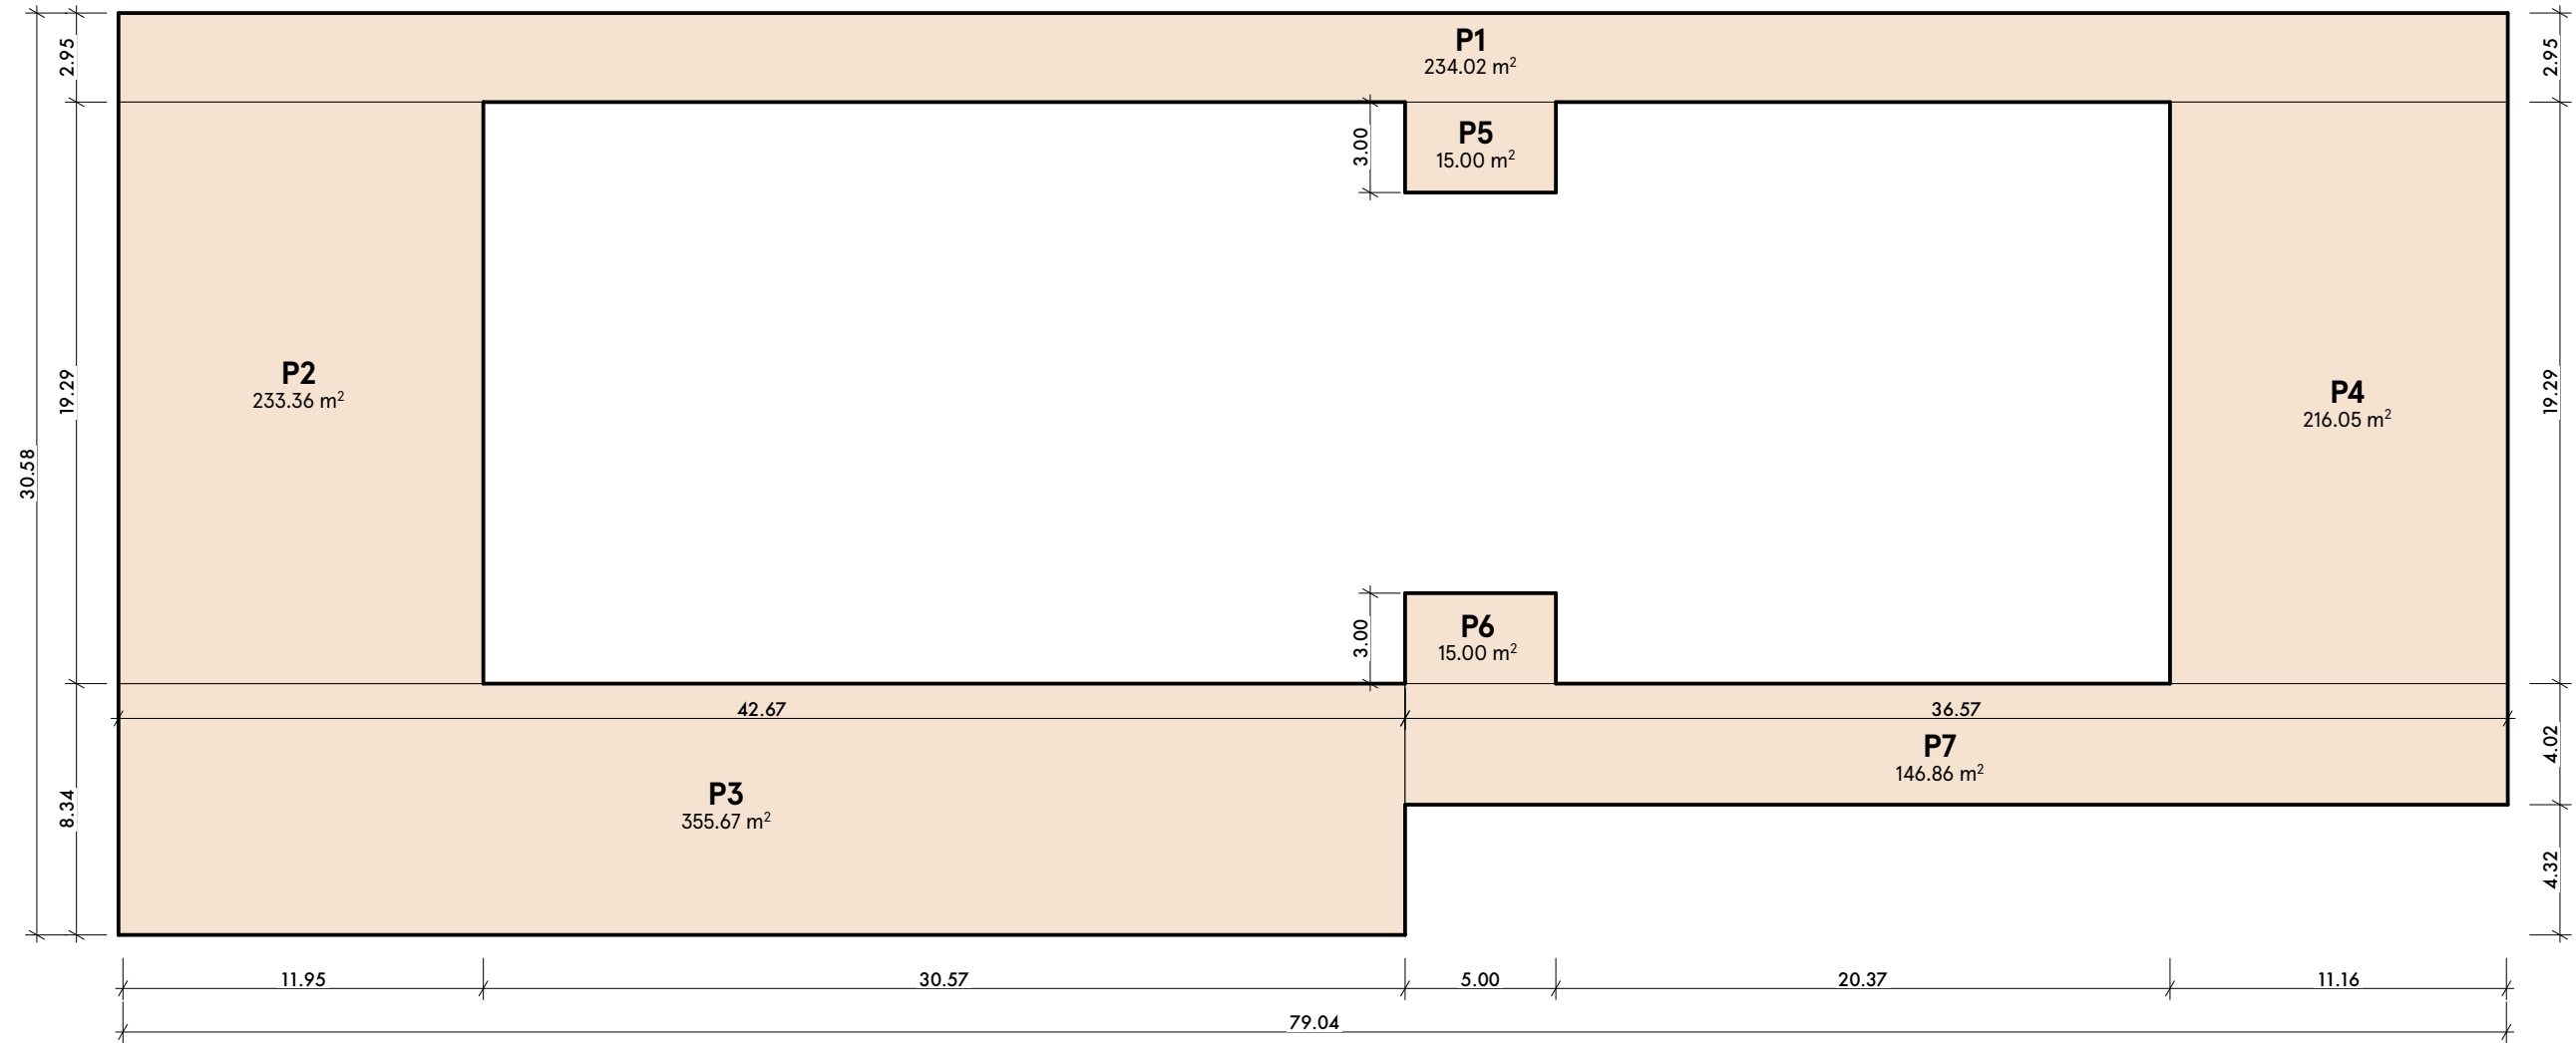 P1
234.02 m²
2.95
2.95
P5
15.00 m²
3.00
P2
233.36 m²
19.29
19.29
P4
216.05 m²
30.58
P6
15.00 m²
3.00
42.67
36.57
P7
146.86 m²
4.02
P3
355.67 m²
8.34
4.32
11.95
30.57
5.00
20.37
11.16
79.04